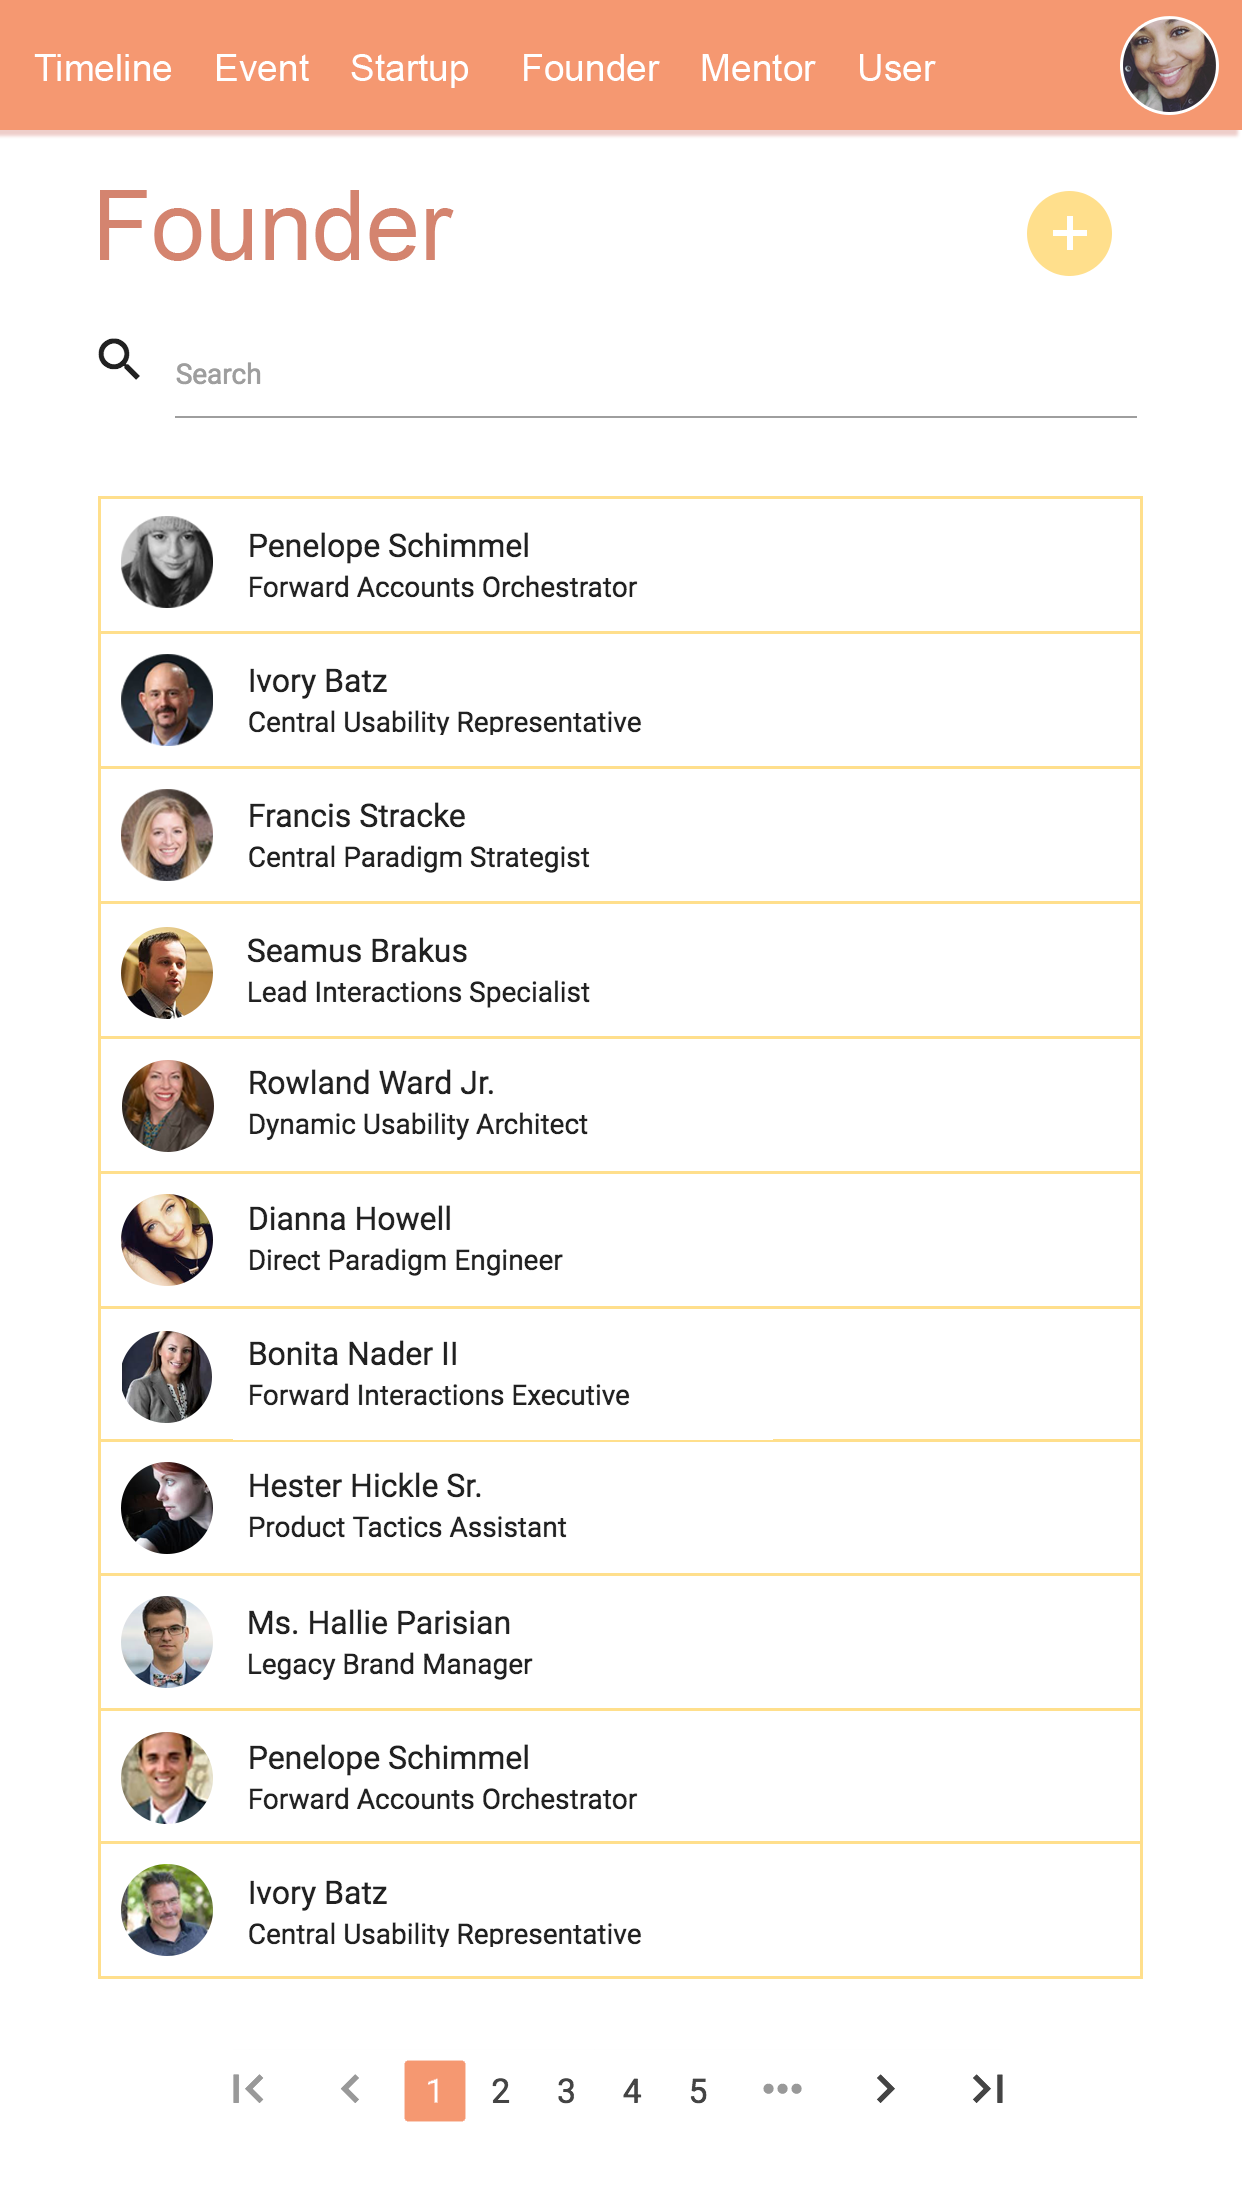 Timeline Event Startup Founder Mentor User
Founder
Search
Penelope Schimmel
Forward Accounts Orchestrator
Ivory Batz
Central Usability Representative
Francis Stracke
Central Paradigm Strategist
Seamus Brakus
Lead Interactions Specialist
Rowland Ward Jr.
Dynamic Usability Architect
Dianna Howell
Direct Paradigm Engineer
Bonita Nader II
Forward Interactions Executive
Hester Hickle Sr.
Product Tactics Assistant
Ms. Hallie Parisian
Legacy Brand Manager
Penelope Schimmel
Forward Accounts Orchestrator
Ivory Batz
Central Usability Representative
1 2 3 4 5 •••